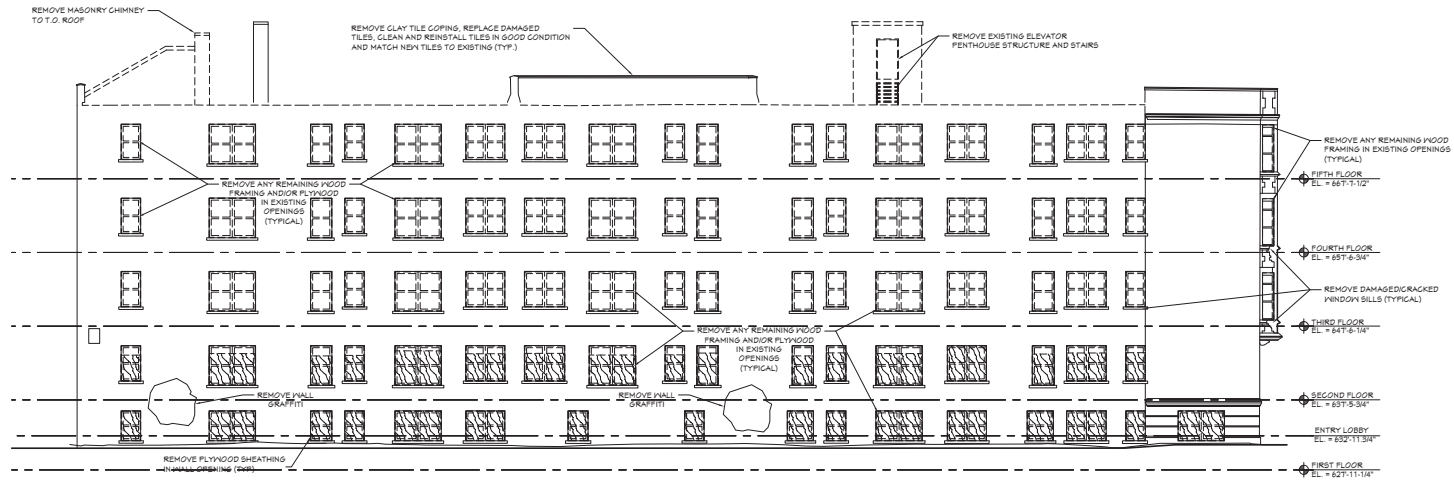 REMOVE MASONRY CHIMNEY
TO T.O. ROOF
REMOVE CLAY TILE COPING, REPLACE DAMAGED
TILES, CLEAN AND REINSTALL TILES IN GOOD CONDITION
AND MATCH NEW TILES TO EXISTING (TYP.)
REMOVE EXISTING ELEVATOR
PENTHOUSE STRUCTURE AND STAIRS
REMOVE ANY REMAINING WOOD
FRAMING IN EXISTING OPENINGS
(TYPICAL)
REMOVE ANY REMAINING WOOD
FRAMING AND/OR PLYWOOD
IN EXISTING
OPENINGS
(TYPICAL)
FIFTH FLOOR
EL. = 667'-7-1/2"
FOURTH FLOOR
EL. = 657'-6-3/4"
REMOVE DAMAGED/CRACKED
WINDOW SILLS (TYPICAL)
THIRD FLOOR
EL. = 647'-6-1/4"
REMOVE ANY REMAINING WOOD
FRAMING AND/OR PLYWOOD
IN EXISTING
OPENINGS
(TYPICAL)
REMOVE WALL
GRAFFITI
REMOVE WALL
GRAFFITI
SECOND FLOOR
EL. = 637'-5-3/4"
ENTRY LOBBY
EL. = 632'-11.3/4"
REMOVE PLYWOOD SHEATHING
IN WALL OPENING (TYP)
FIRST FLOOR
EL. = 627'-11-1/4"